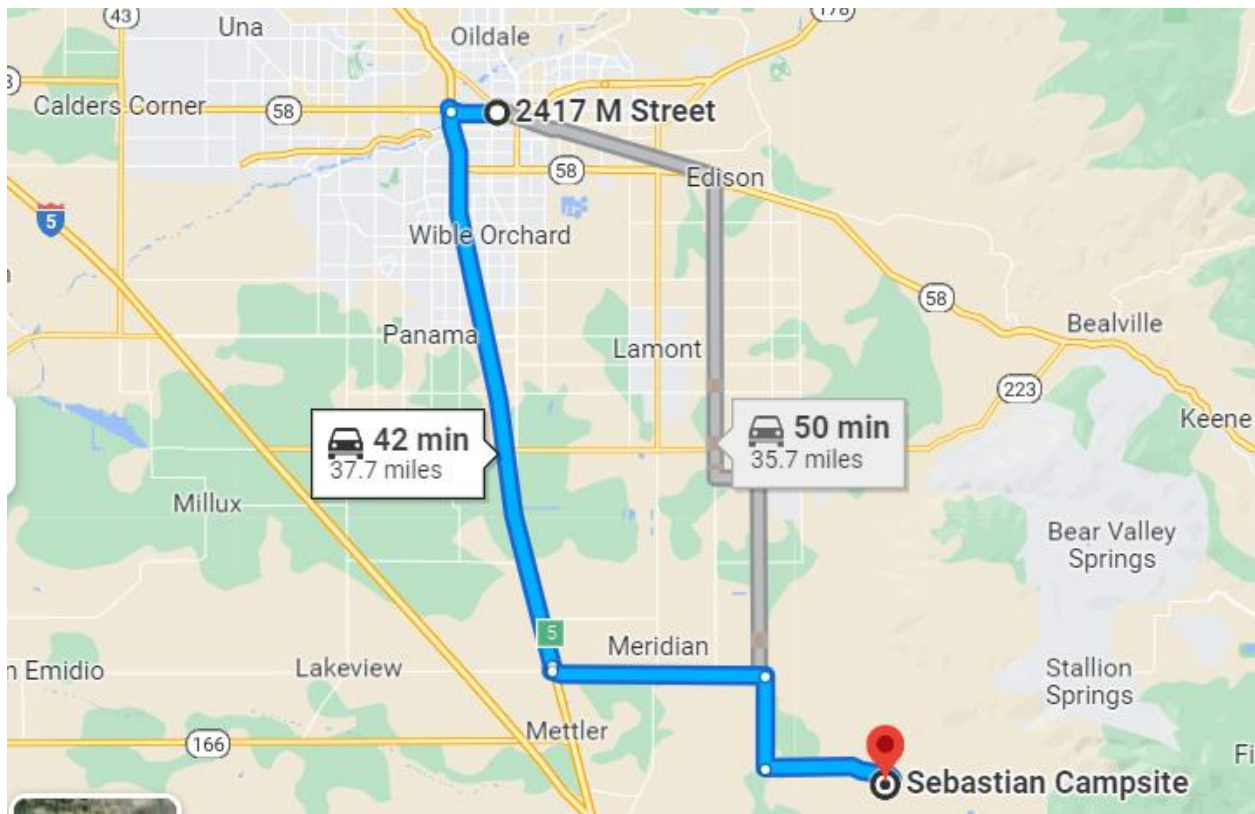 43
Una
Oildale
178
Calders Corner
58
2417 M Street
58
Edison
5
Wible Orchard
58
Panama
Lamont
Bealville
223
42 min
37.7 miles
50 min
35.7 miles
Keene
Millux
Bear Valley
Springs
5
Meridian
n Emidio
Lakeview
Stallion
Springs
Mettler
166
Fi
Sebastian Campsite